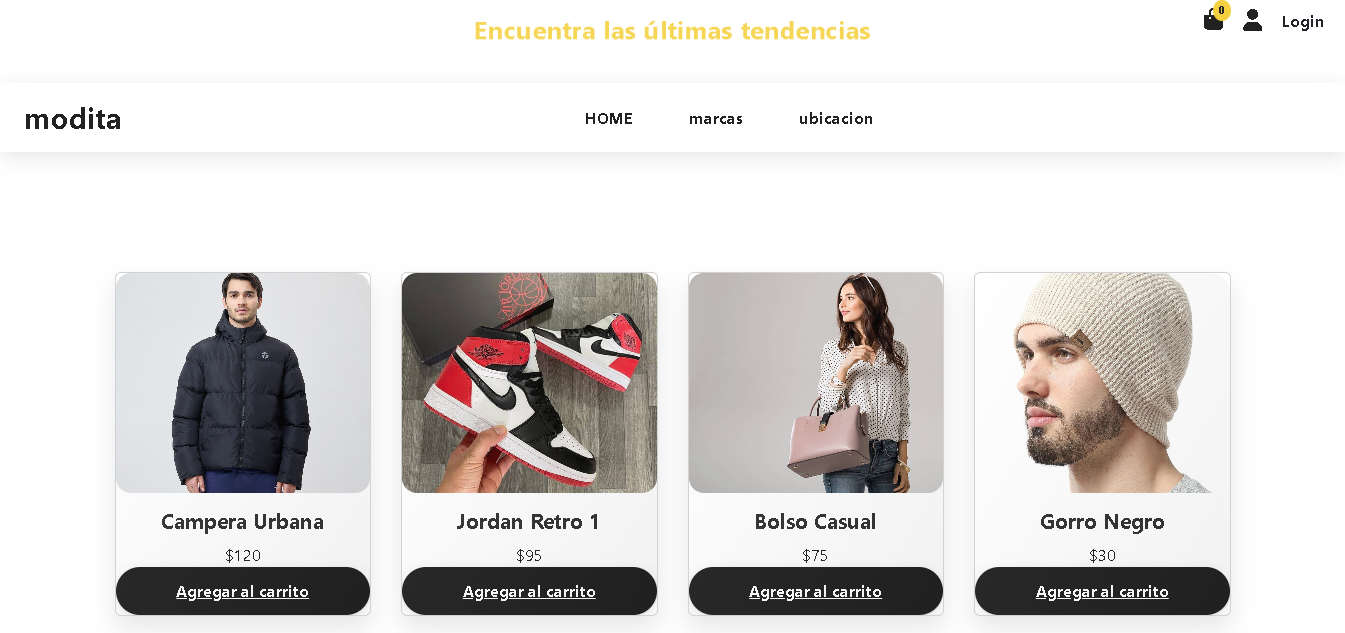 Encuentra las últimas tendencias
0
Login
modita
HOME
marcas
ubicacion
Campera Urbana
Jordan Retro 1
Bolso Casual
Gorro Negro
$120
$95
$75
$30
Agregar al carrito
Agregar al carrito
Agregar al carrito
Agregar al carrito